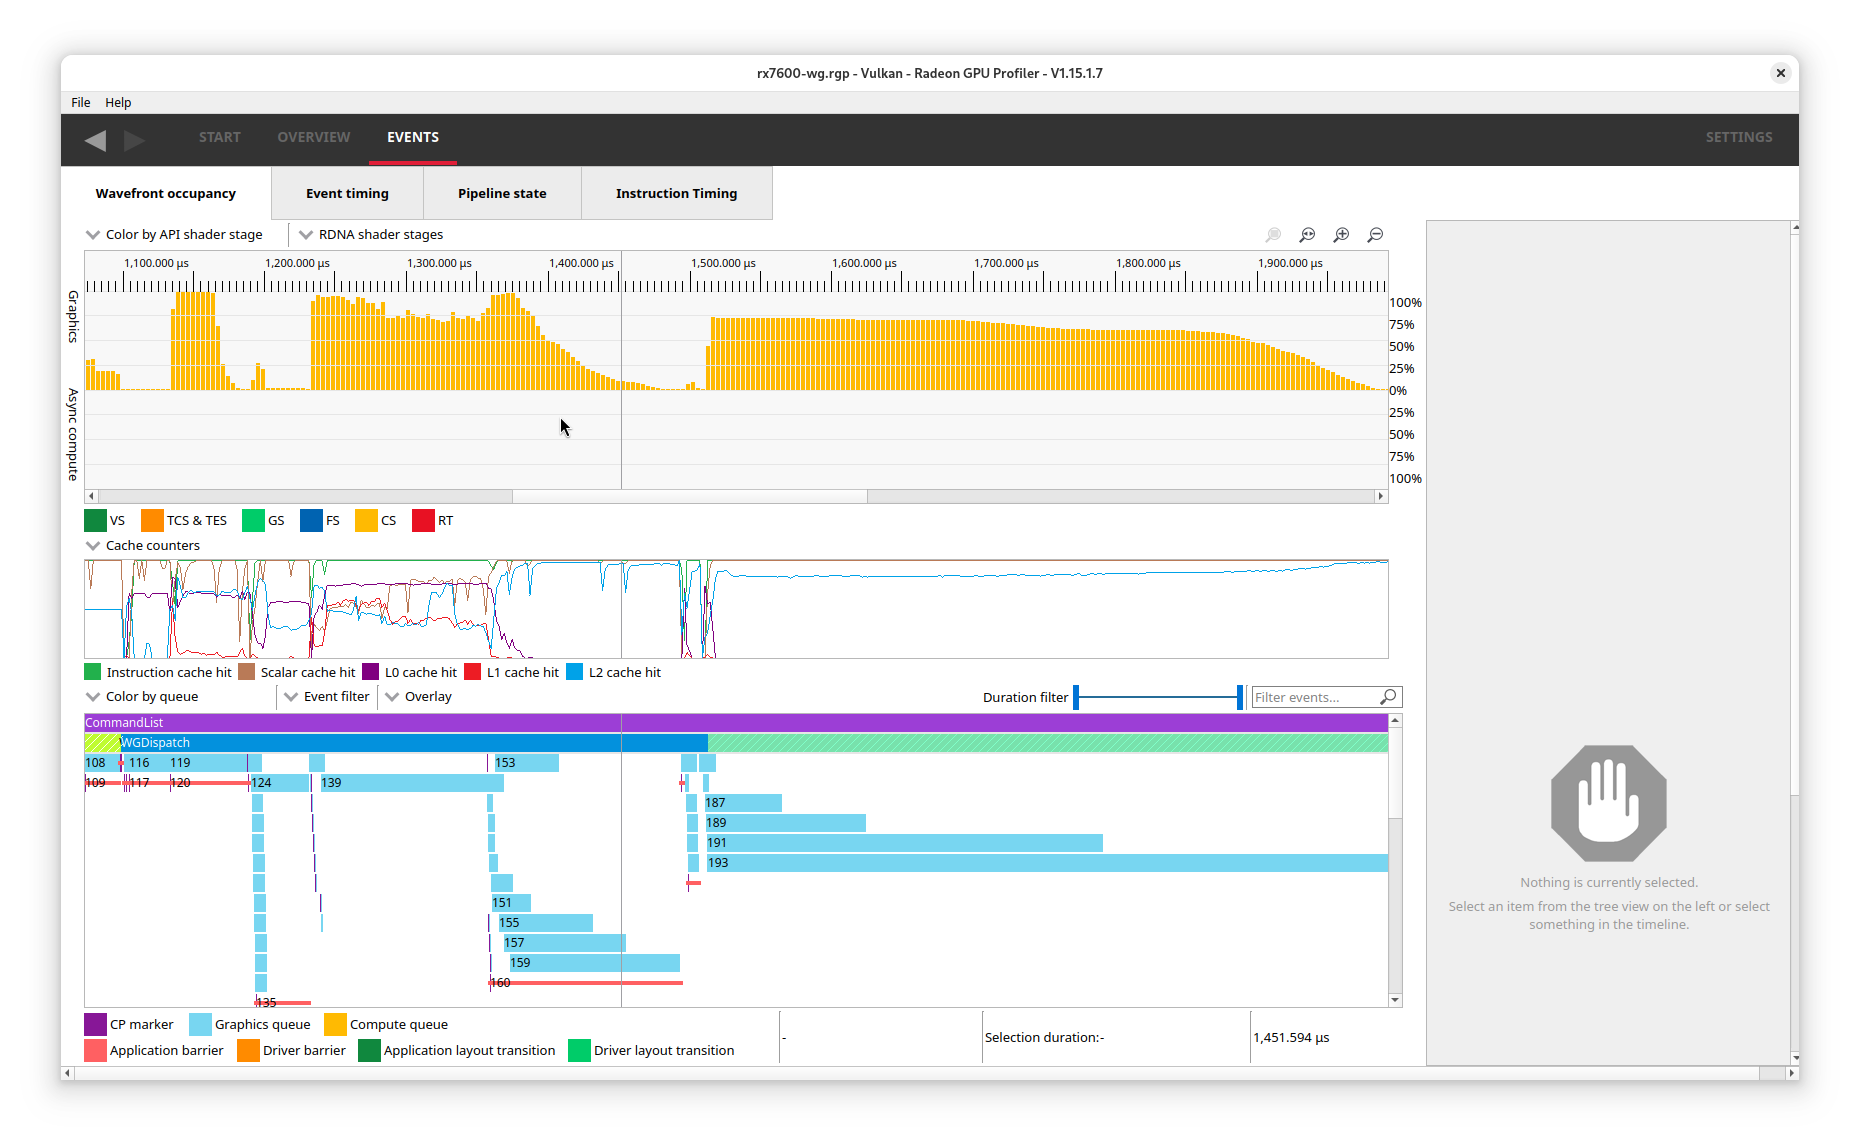 rx7600-wg.rgp - Vulkan - Radeon GPU Profiler - V1.15.1.7
File Help
START OVERVIEW EVENTS SETTINGS
Wavefront occupancy Event timing Pipeline state Instruction Timing
Color by API shader stage RDNA shader stages
1,100.000 µs 1,200.000 µs 1,300.000 µs 1,400.000 µs 1,500.000 µs 1,600.000 µs 1,700.000 µs 1,800.000 µs 1,900.000 µs
Graphics
100%
75%
50%
25%
0%
Async compute
25%
50%
75%
100%
VS TCS & TES GS FS CS RT
Cache counters
Instruction cache hit Scalar cache hit L0 cache hit L1 cache hit L2 cache hit
Color by queue Event filter Overlay Duration filter Filter events...
CommandList
WGDispatch
108 116 119 153
109 117 120 124 139
187
189
191
193
151
155
157
159
160
135
Nothing is currently selected.
Select an item from the tree view on the left or select
something in the timeline.
CP marker Graphics queue Compute queue
Application barrier Driver barrier Application layout transition Driver layout transition
- Selection duration:- 1,451.594 µs